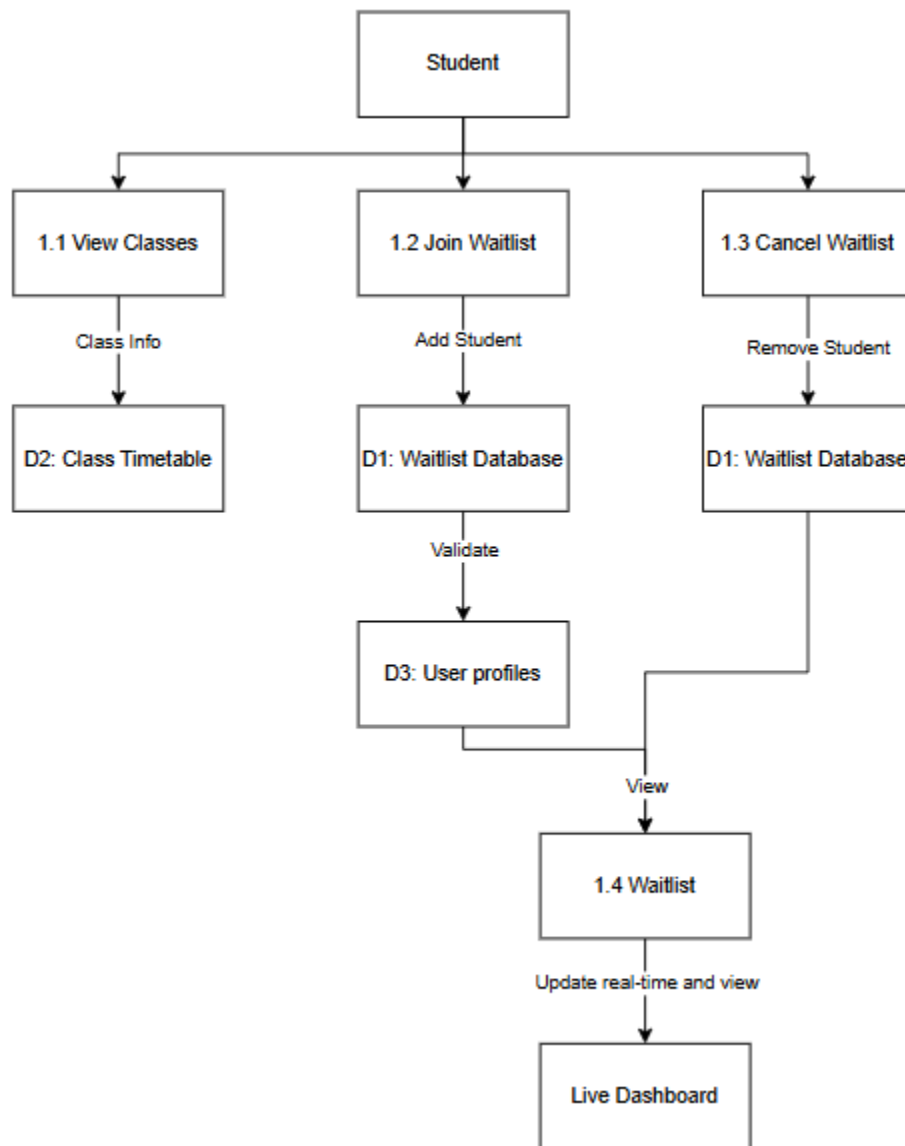 Student
1.1 View Classes
1.2 Join Waitlist
1.3 Cancel Waitlist
Class Info
Add Student
Remove Student
D2: Class Timetable
D1: Waitlist Database
D1: Waitlist Database
Validate
D3: User profiles
View
1.4 Waitlist
Update real-time and view
Live Dashboard